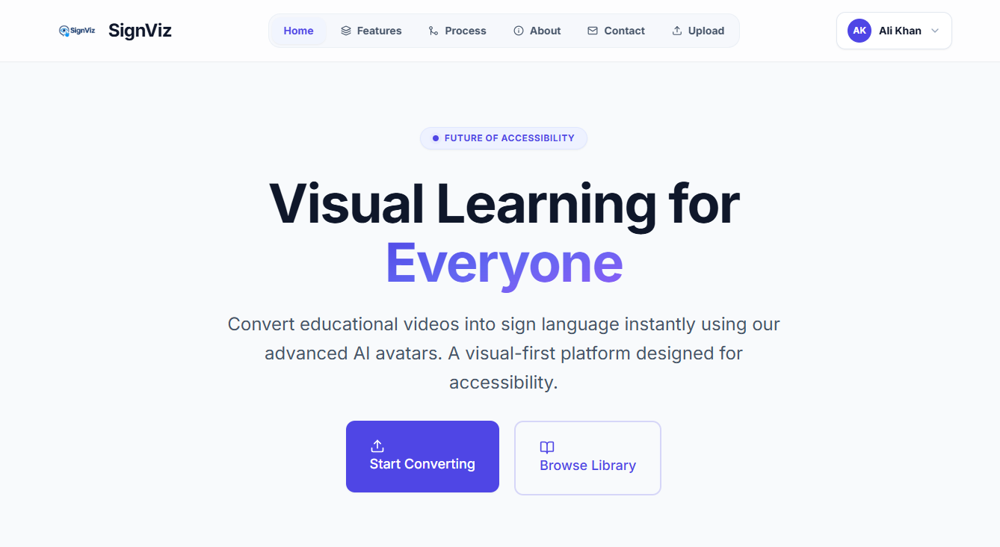 SignViz
SignViz
Home
Features
Process
About
Contact
Upload
AK
Ali Khan
FUTURE OF ACCESSIBILITY
Visual Learning for
Everyone
Convert educational videos into sign language instantly using our
advanced AI avatars. A visual-first platform designed for
accessibility.
Start Converting
Browse Library